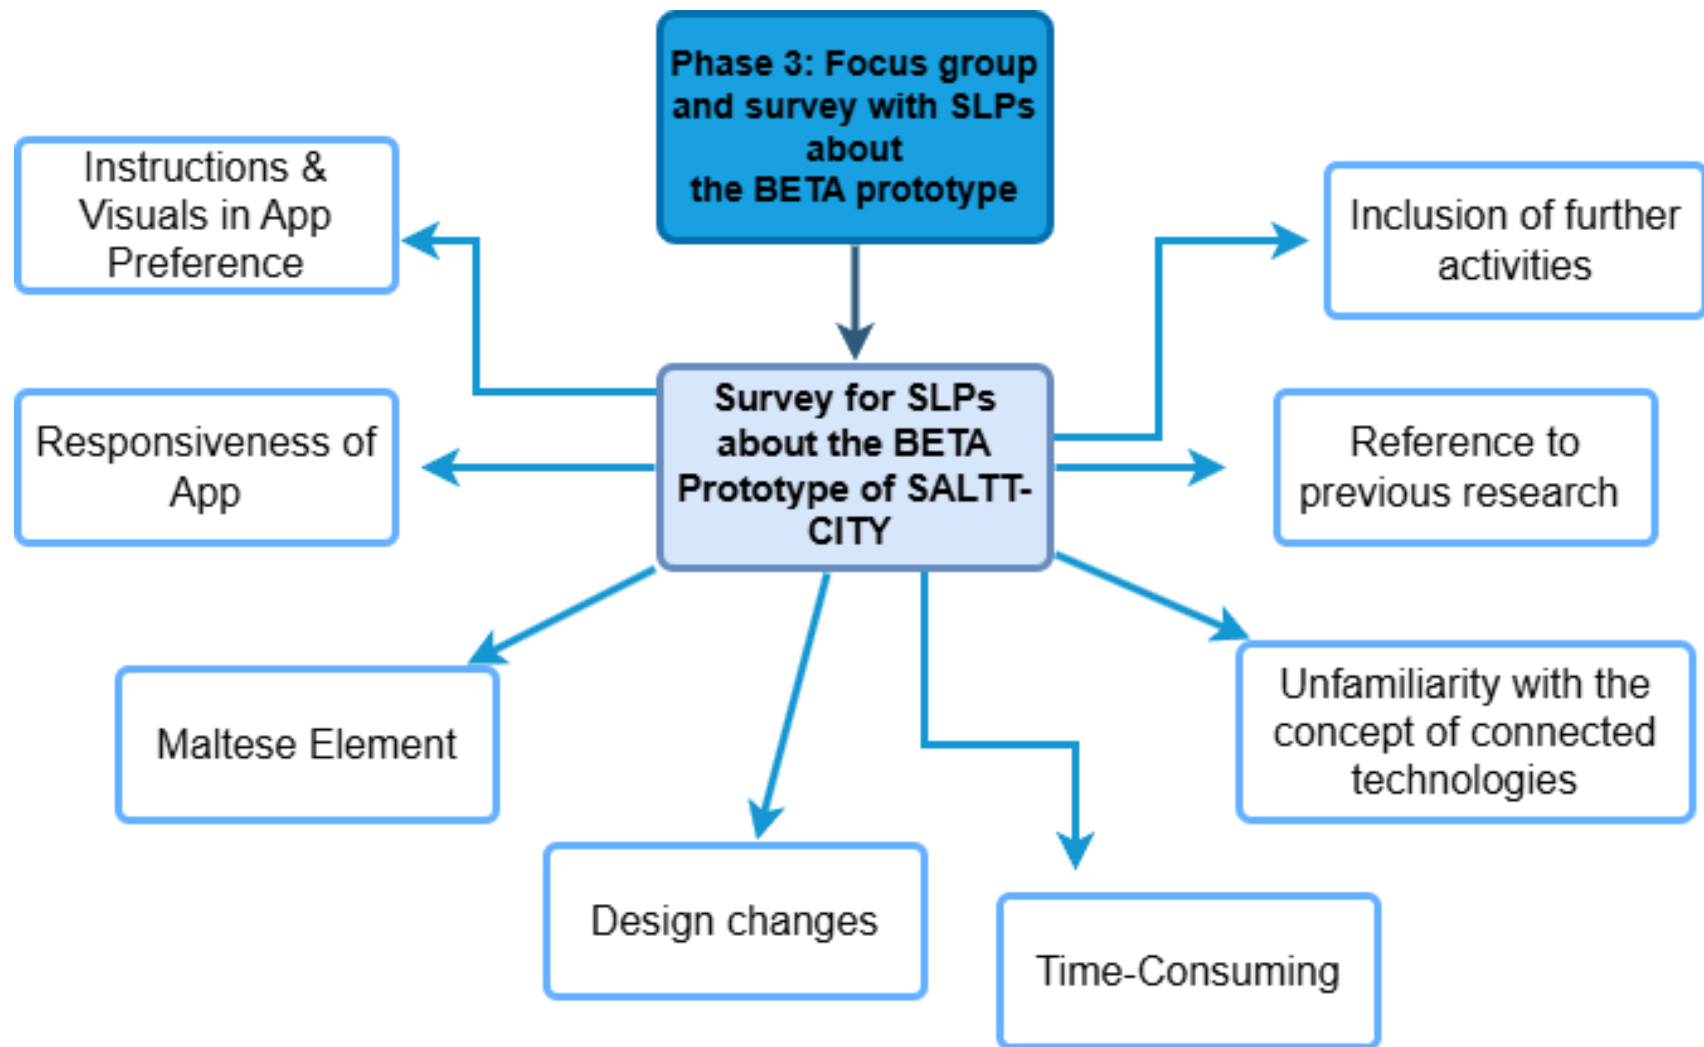 Phase 3: Focus group
and survey with SLPs
about
the BETA prototype
Instructions &
Visuals in App
Preference
Inclusion of further
activities
Survey for SLPs
about the BETA
Prototype of SALTT-
CITY
Responsiveness of
App
Reference to
previous research
Maltese Element
Unfamiliarity with the
concept of connected
technologies
Design changes
Time-Consuming